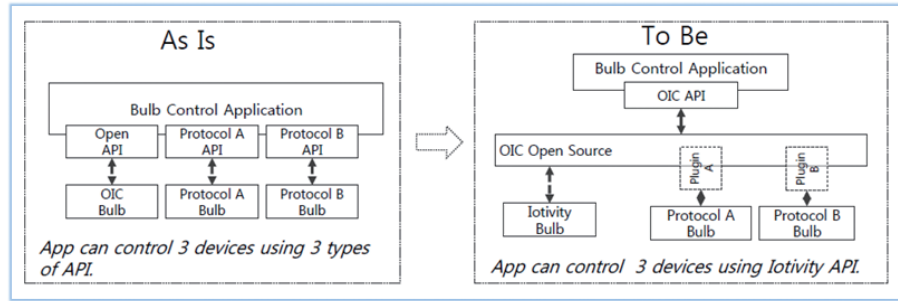 As Is
Bulb Control Application
Open API
Protocol A API
Protocol B API
OIC Bulb
Protocol A Bulb
Protocol B Bulb
App can control 3 devices using 3 types
of API.
To Be
Bulb Control Application
OIC API
OIC Open Source
Plugin A
Plugin B
Iotivity Bulb
Protocol A Bulb
Protocol B Bulb
App can control 3 devices using Iotivity API.